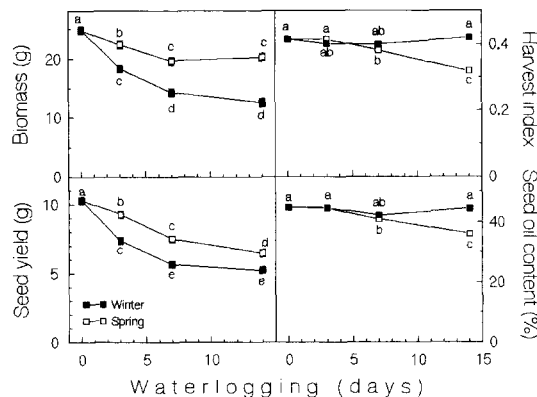 Biomass (g)
20
10
0
a
b
c
c
c
d
d
a
a
ab
ab
b
a
c
0.4
0.2
0
Harvest index
Seed yield (g)
10
5
0
a
b
c
c
e
d
e
Winter
Spring
a
a
ab
b
a
c
40
20
0
Seed oil content (%)
0 5 10 0 5 10 15
Waterlogging (days)